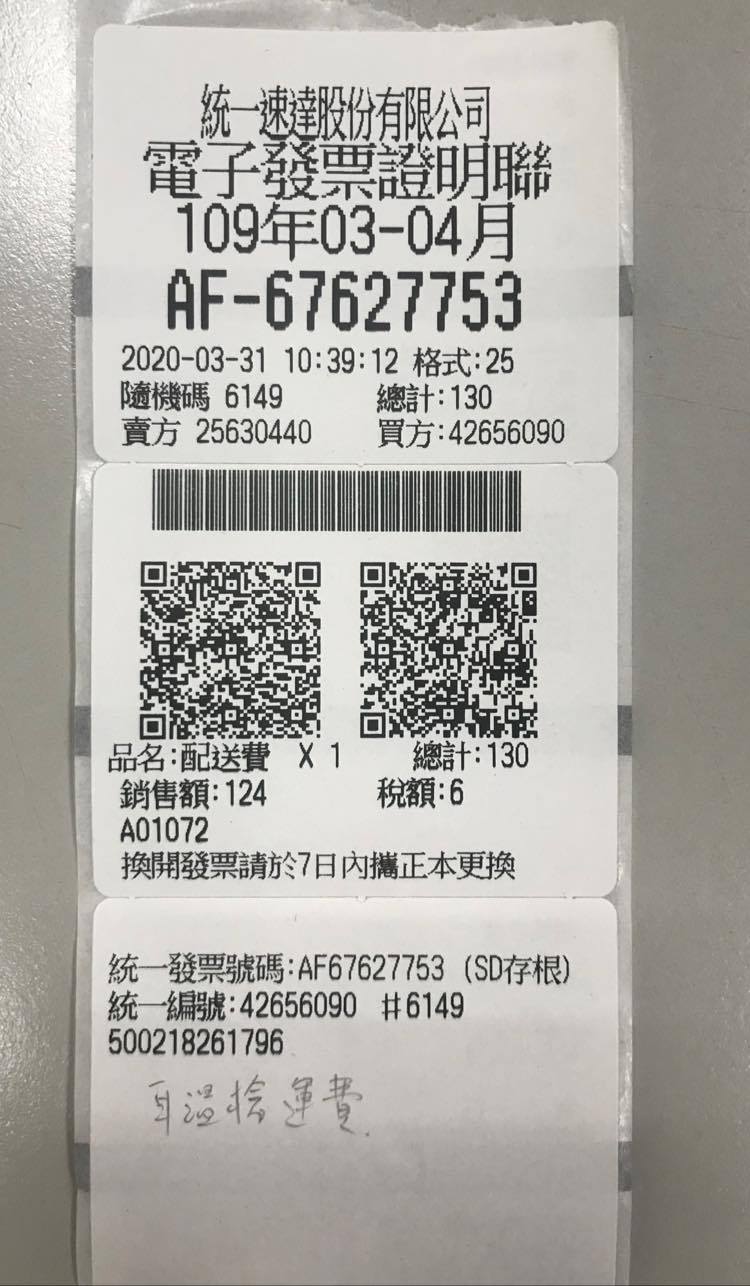 統一速達股份有限公司
電子發票證明聯
109年03-04月
AF-67627753
2020-03-31 10:39:12 格式:25
隨機碼 6149 總計:130
賣方 25630440 買方:42656090
品名:配送費 X 1 總計:130
銷售額:124 稅額:6
A01072
換開發票請於7日內攜正本更換
統一發票號碼:AF67627753 (SD存根)
統一編號:42656090 #6149
500218261796
耳溫槍運費